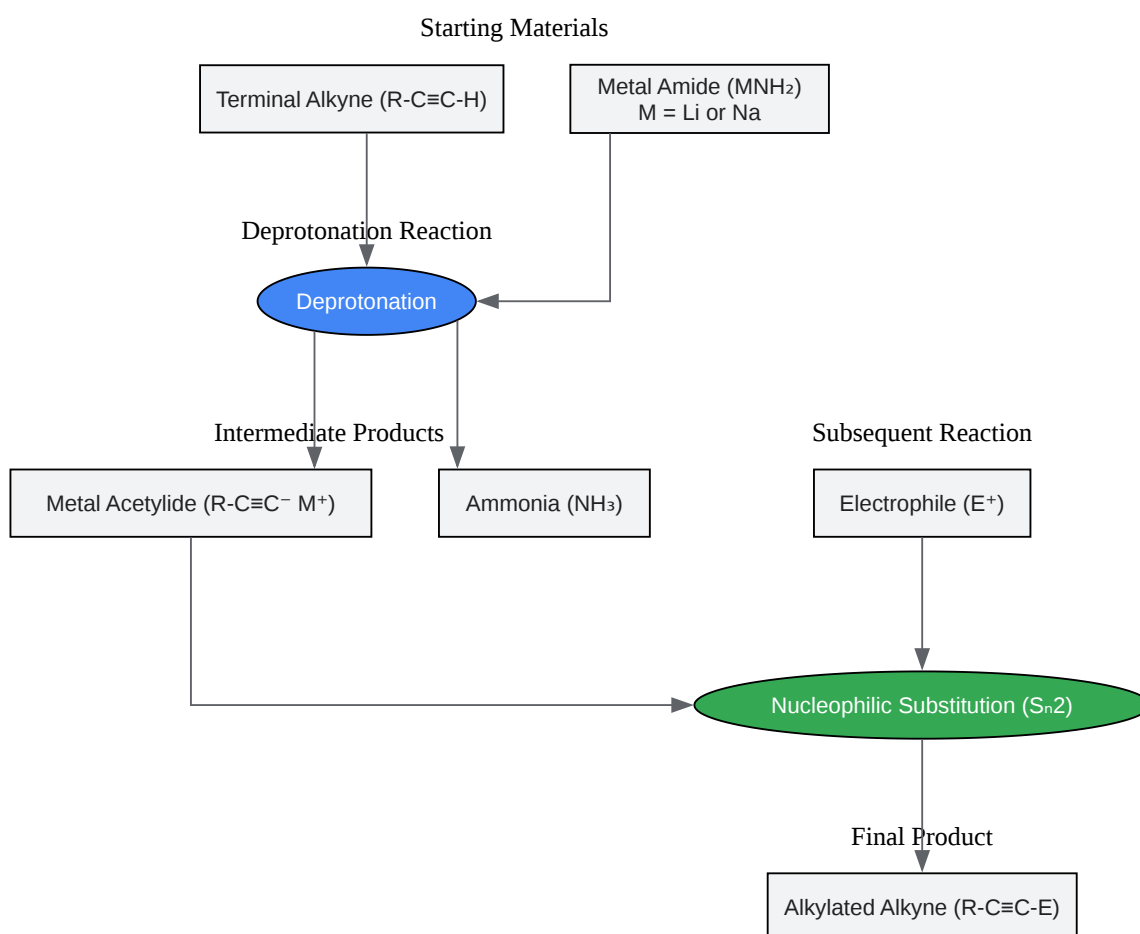 Starting Materials
Terminal Alkyne (R-C≡C-H)
Metal Amide (MNH₂)
M = Li or Na
Deprotonation Reaction
Deprotonation
Intermediate Products
Subsequent Reaction
Metal Acetylide (R-C≡C⁻ M⁺)
Ammonia (NH₃)
Electrophile (E⁺)
Nucleophilic Substitution (Sₙ2)
Final Product
Alkylated Alkyne (R-C≡C-E)